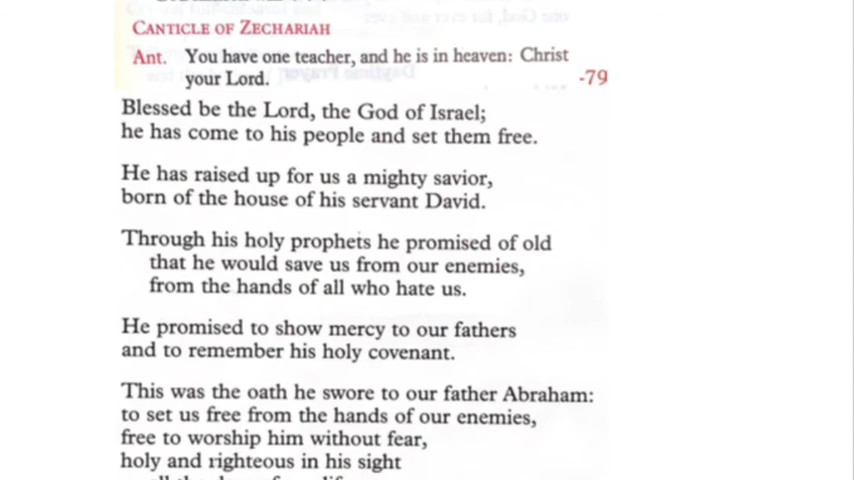 CANTICLE OF ZECHARIAH
Ant. You have one teacher, and he is in heaven: Christ
your Lord. -79
Blessed be the Lord, the God of Israel;
he has come to his people and set them free.
He has raised up for us a mighty savior,
born of the house of his servant David.
Through his holy prophets he promised of old
that he would save us from our enemies,
from the hands of all who hate us.
He promised to show mercy to our fathers
and to remember his holy covenant.
This was the oath he swore to our father Abraham:
to set us free from the hands of our enemies,
free to worship him without fear,
holy and righteous in his sight